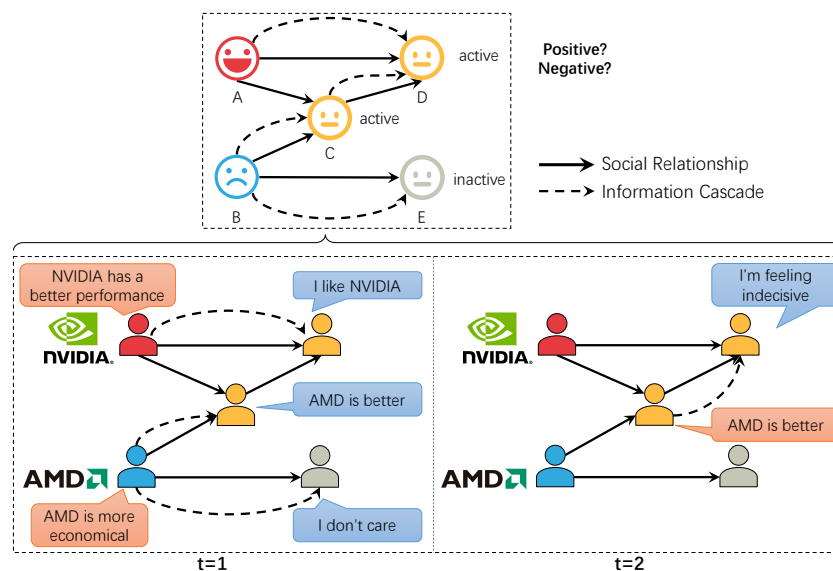 active
Positive?
Negative?
A
D
active
C
Social Relationship
inactive
Information Cascade
B
E
NVIDIA has a
better performance
I like NVIDIA
NVIDIA.
AMD is better
AMD
AMD is more
economical
I don't care
t=1
I'm feeling
indecisive
NVIDIA.
AMD is better
AMD
t=2